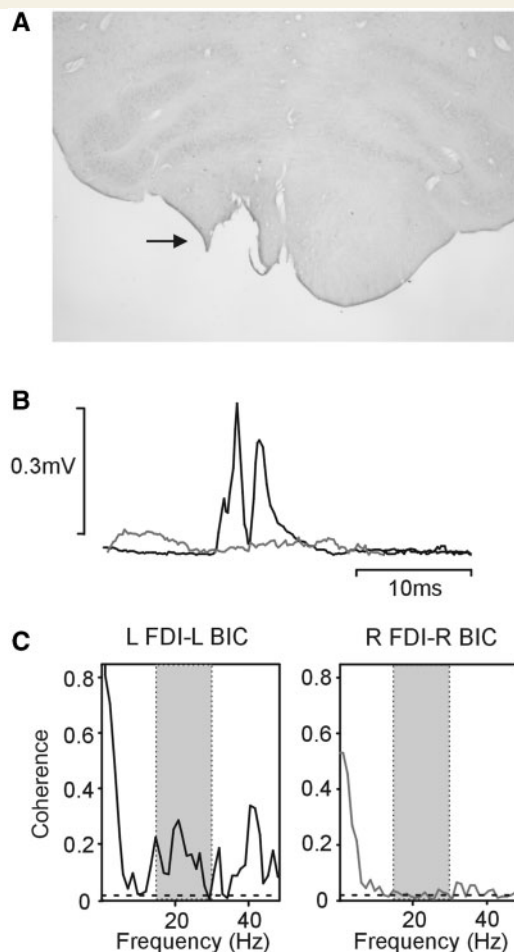 A
B
0.3mV
10ms
C
L FDI-L BIC R FDI-R BIC
0.8 0.8
0.6 0.6
0.4 0.4
0.2 0.2
0 0
Coherence
20 40 20 40
Frequency (Hz) Frequency (Hz)